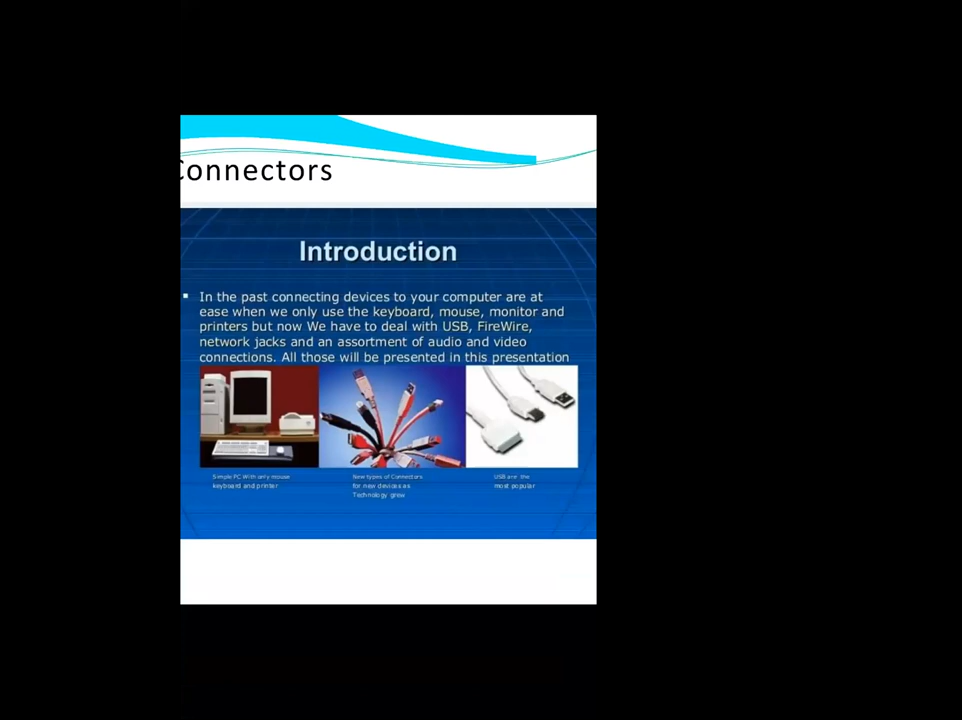 Connectors
Introduction
In the past connecting devices to your computer are at
ease when we only use the keyboard, mouse, monitor and
printers but now We have to deal with USB, FireWire,
network jacks and an assortment of audio and video
connections. All those will be presented in this presentation
Simple PC With only mouse
keyboard and printer
New types of Connectors
for new devices as
Technology grew
USB are the
most popular